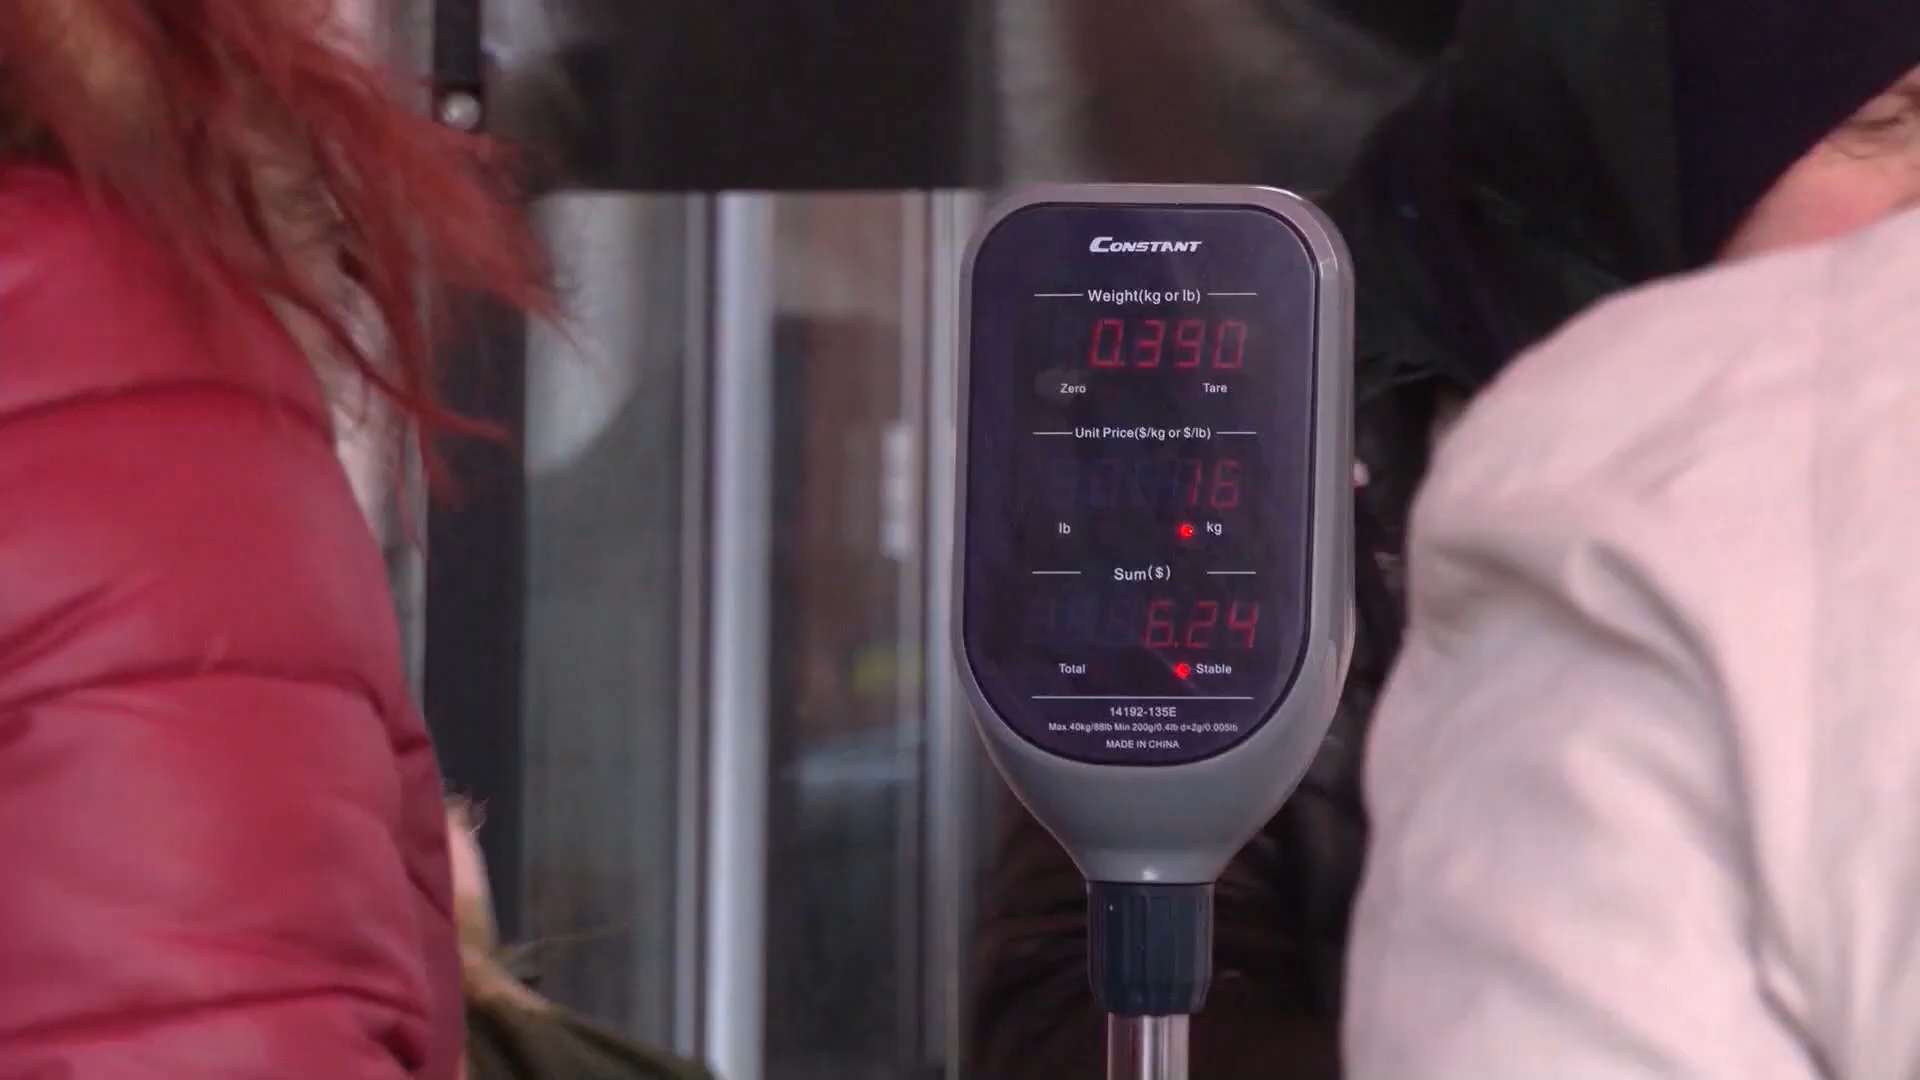 CONSTANT
Weight(kg or lb)
0.390
Zero Tare
Unit Price($/kg or $/lb)
16
lb kg
Sum($)
6.24
Total Stable
14192-135E
Max 40kg/88lb Min 200g/0.4lb d=2g/0.005lb
MADE IN CHINA